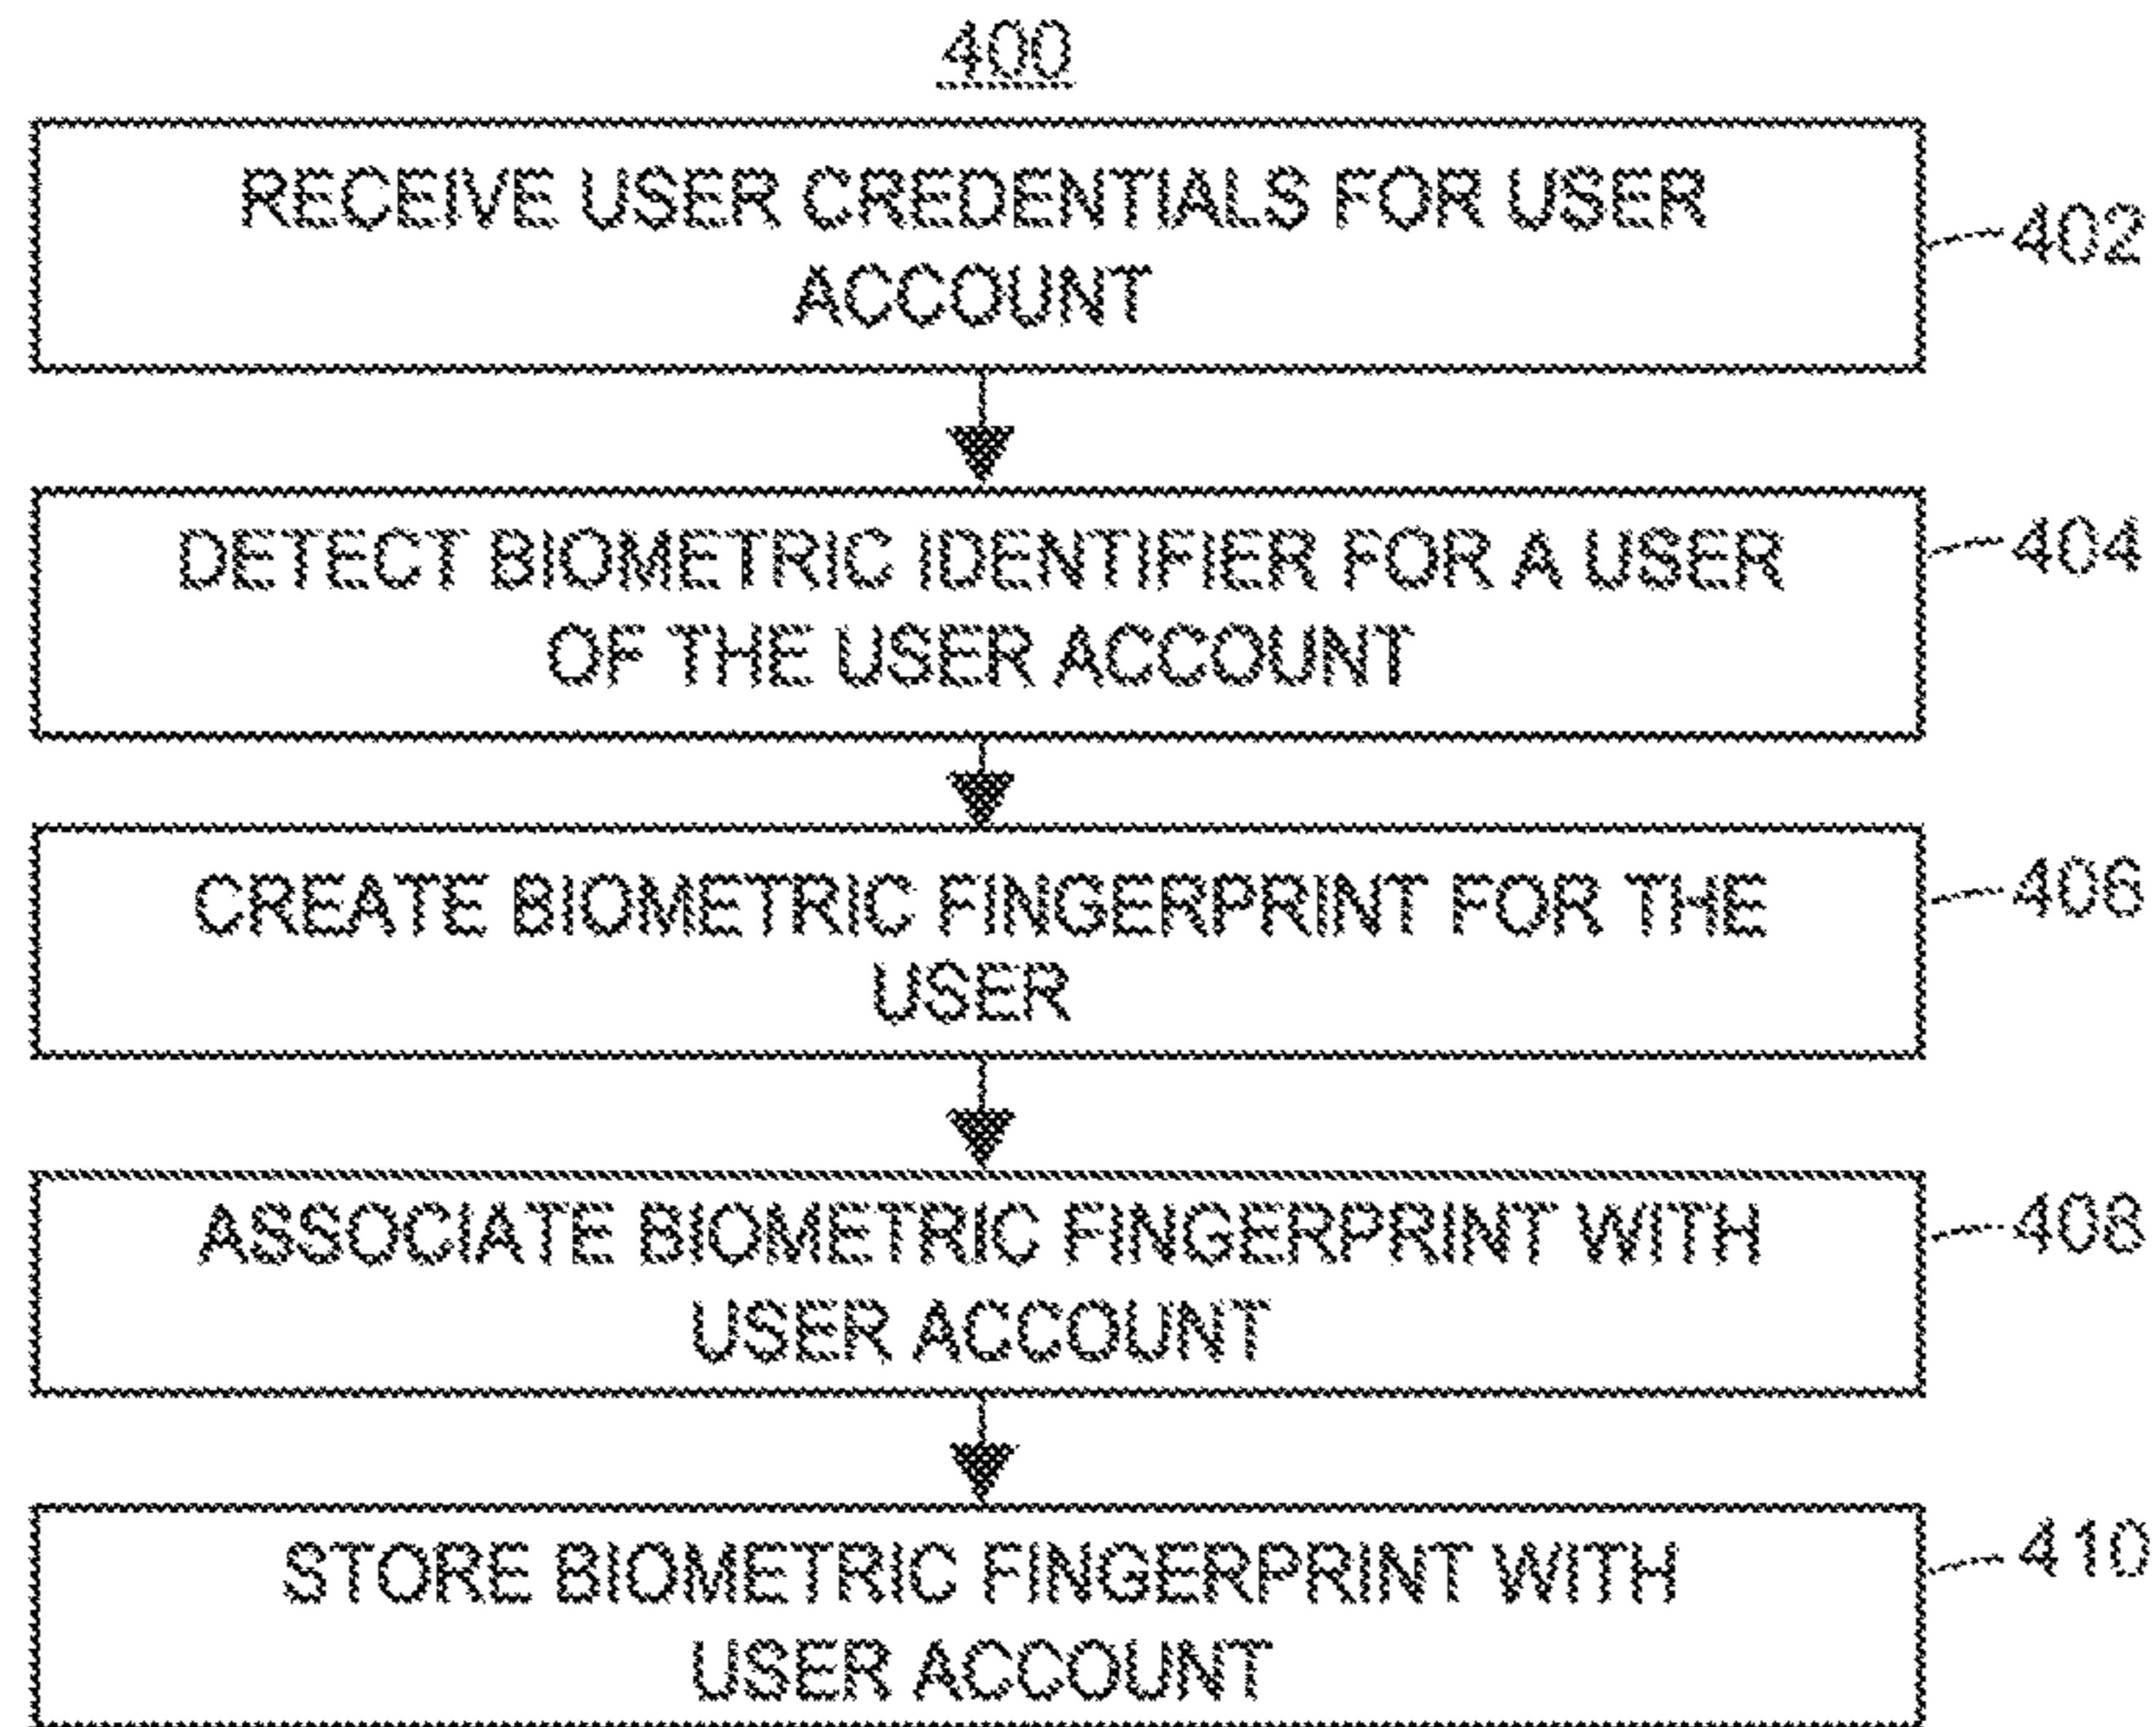 400
RECEIVE USER CREDENTIALS FOR USER
ACCOUNT
402
DETECT BIOMETRIC IDENTIFIER FOR A USER
OF THE USER ACCOUNT
404
CREATE BIOMETRIC FINGERPRINT FOR THE
USER
406
ASSOCIATE BIOMETRIC FINGERPRINT WITH
USER ACCOUNT
408
STORE BIOMETRIC FINGERPRINT WITH
USER ACCOUNT
410